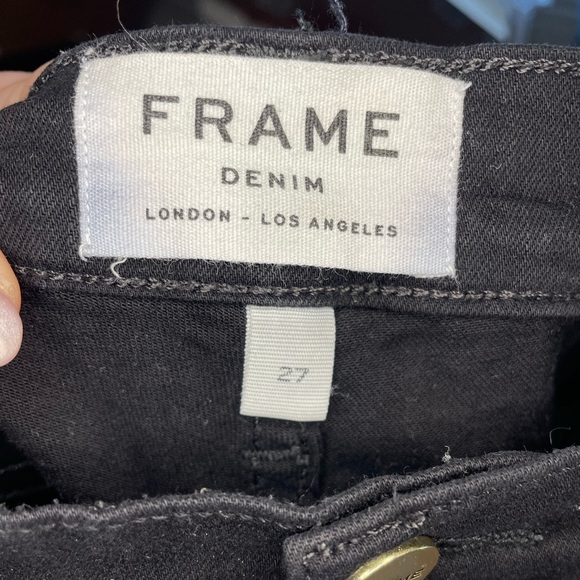 FRAME
DENIM
LONDON - LOS ANGELES
27